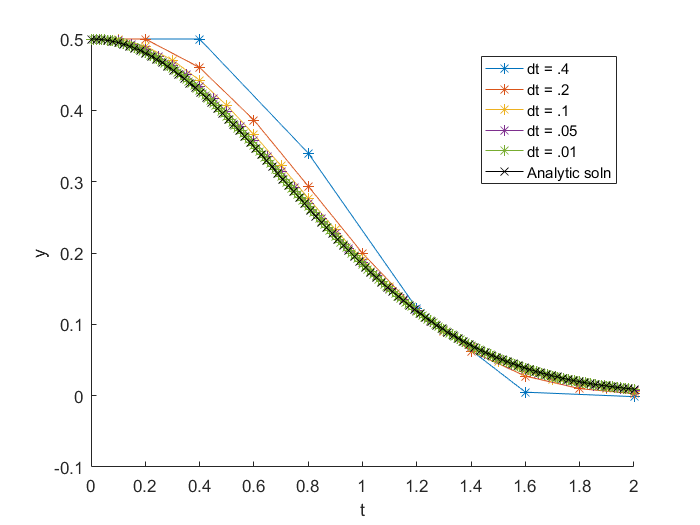 0.5
0.4
0.3
0.2
0.1
0
-0.1
y
0 0.2 0.4 0.6 0.8 1 1.2 1.4 1.6 1.8 2
t
dt = .4
dt = .2
dt = .1
dt = .05
dt = .01
Analytic soln